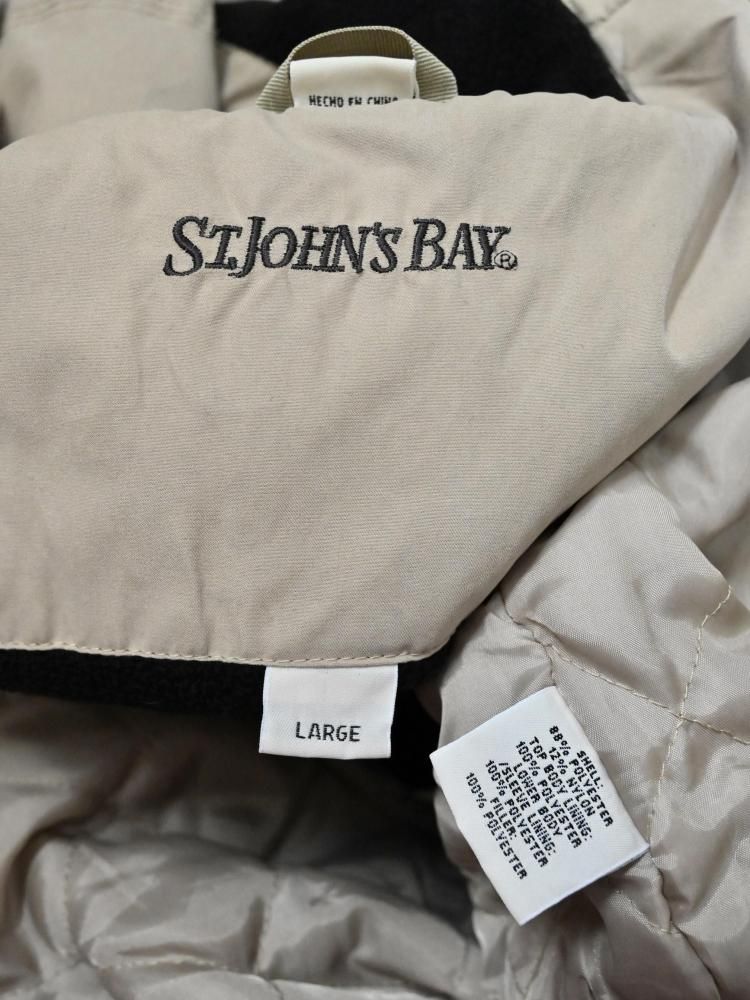 HECHO EN CHINA
ST. JOHN'S BAY®
LARGE
SHELL:
88% POLYESTER
12% NYLON
TOP BODY LINING:
100% POLYESTER
LOWER BODY
/SLEEVE LINING:
100% POLYESTER
FILLER:
100% POLYESTER